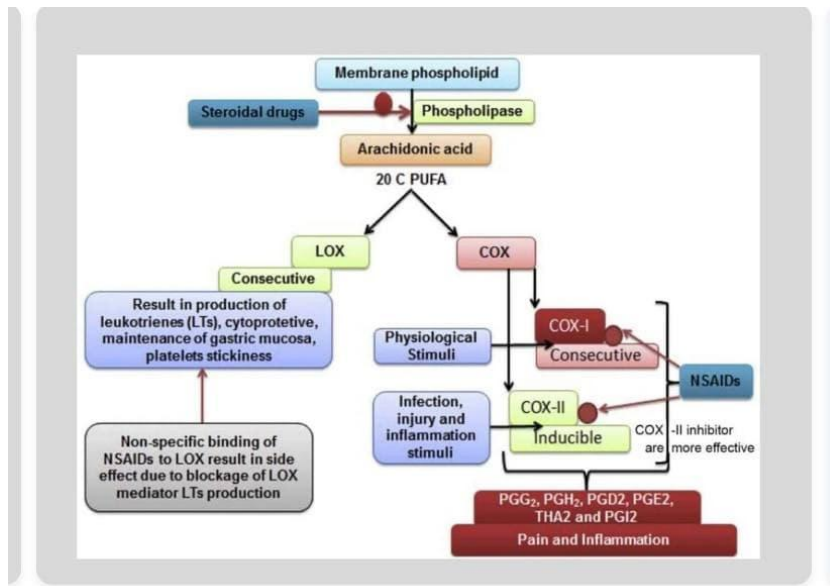 Membrane phospholipid
Steroidal drugs
Phospholipase
Arachidonic acid
20 C PUFA
LOX
COX
Consecutive
Result in production of
leukotrienes (LTs), cytoprotetive,
maintenance of gastric mucosa,
platelets stickiness
COX-I
Consecutive
Physiological
Stimuli
NSAIDs
Infection,
injury and
inflammation
stimuli
COX-II
Inducible
COX -II inhibitor
are more effective
Non-specific binding of
NSAIDs to LOX result in side
effect due to blockage of LOX
mediator LTs production
PGG₂, PGH₂, PGD2, PGE2,
THA2 and PGI2
Pain and Inflammation